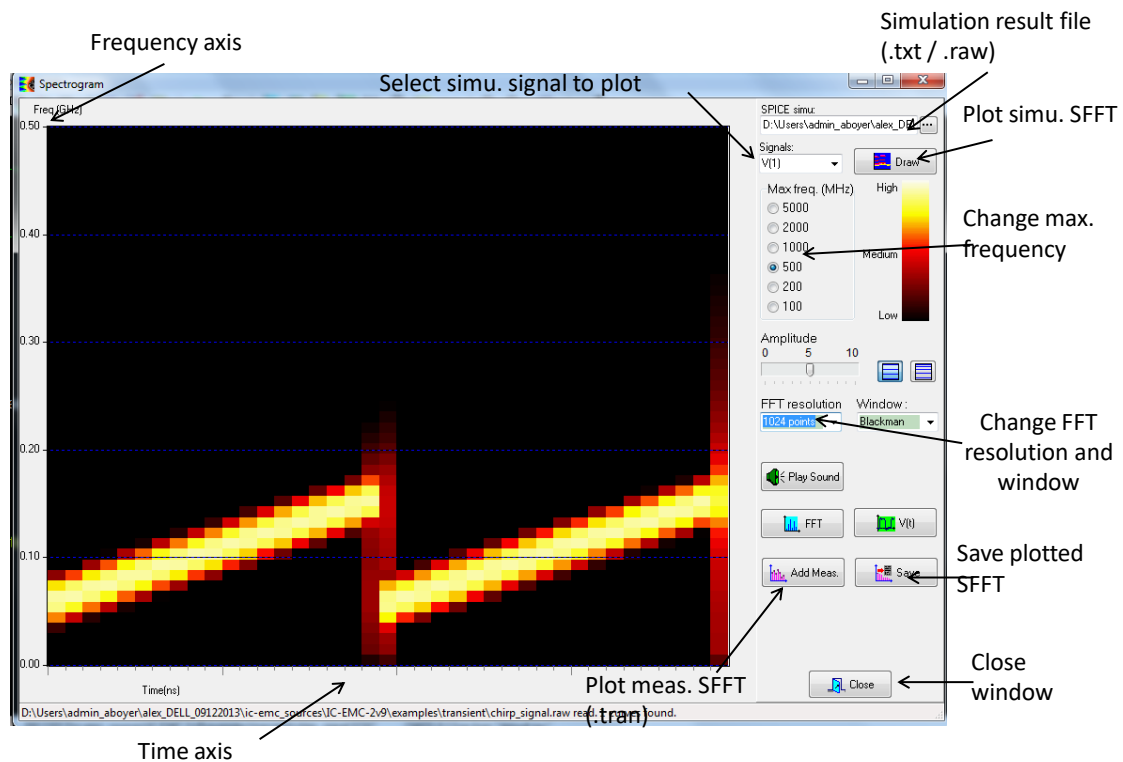 Simulation result file
(.txt / .raw)
Frequency axis
Select simu. signal to plot
Spectrogram
Freq (GHz)
SPICE simu:
D:\Users\admin_aboyer\alex_DEL
...
Plot simu. SFFT
Signals:
V(1)
Draw
Max freq. (MHz)
5000
2000
1000
500
200
100
High
Medium
Low
Change max.
frequency
0.50
0.40
0.30
0.20
0.10
0.00
Amplitude
0 5 10
FFT resolution
Window :
1024 points
Blackman
Change FFT
resolution and
window
Play Sound
FFT
V(t)
Add Meas.
Save
Save plotted
SFFT
Close
Close
window
Time(ns)
Plot meas. SFFT
(.tran)
D:\Users\admin_aboyer\alex_DELL_09122013\ic-emc_sources\IC-EMC-2v9\examples\transient\chirp_signal.raw read.
found.
Time axis